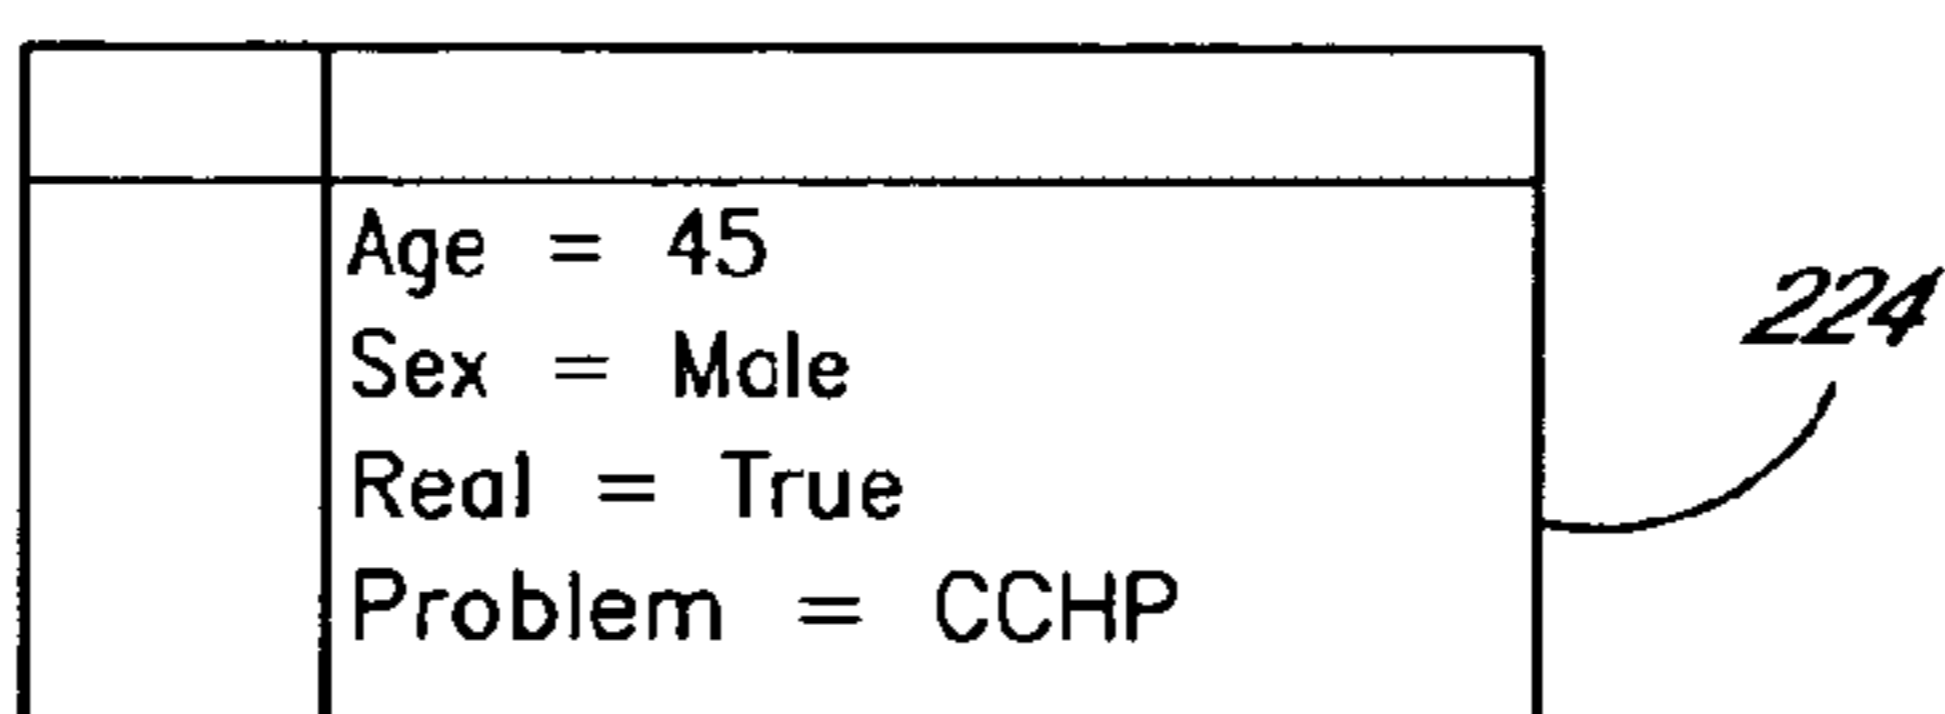 Age = 45
Sex = Male
Real = True
Problem = CCHP
224